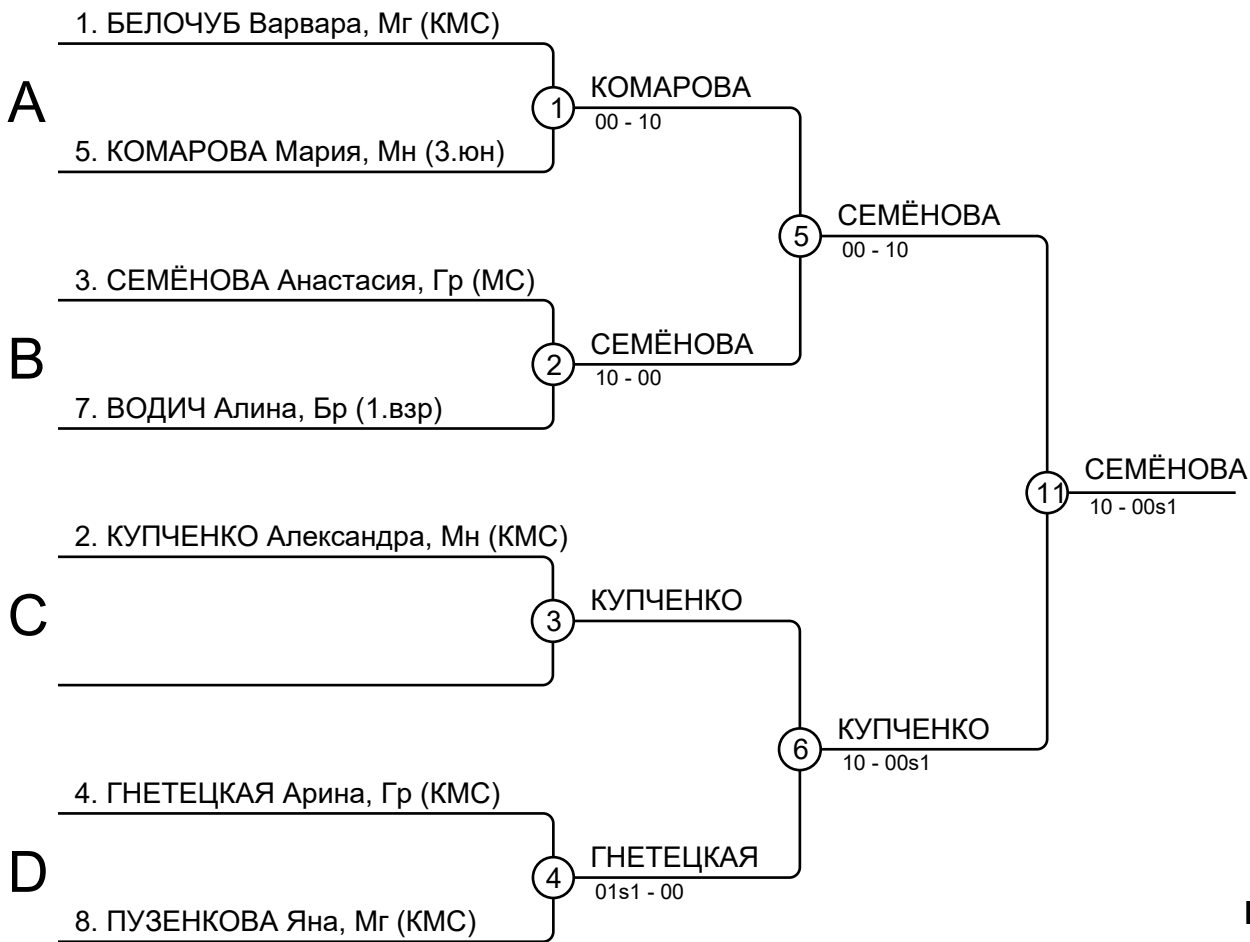 1. БЕЛОЧУБ Варвара, Мг (КМС)
A
1
КОМАРОВА
00 - 10
5. КОМАРОВА Мария, Мн (3.юн)
5
СЕМЁНОВА
00 - 10
3. СЕМЁНОВА Анастасия, Гр (МС)
B
2
СЕМЁНОВА
10 - 00
7. ВОДИЧ Алина, Бр (1.взр)
11
СЕМЁНОВА
10 - 00s1
2. КУПЧЕНКО Александра, Мн (КМС)
C
3
КУПЧЕНКО
6
КУПЧЕНКО
10 - 00s1
4. ГНЕТЕЦКАЯ Арина, Гр (КМС)
D
4
ГНЕТЕЦКАЯ
01s1 - 00
8. ПУЗЕНКОВА Яна, Мг (КМС)